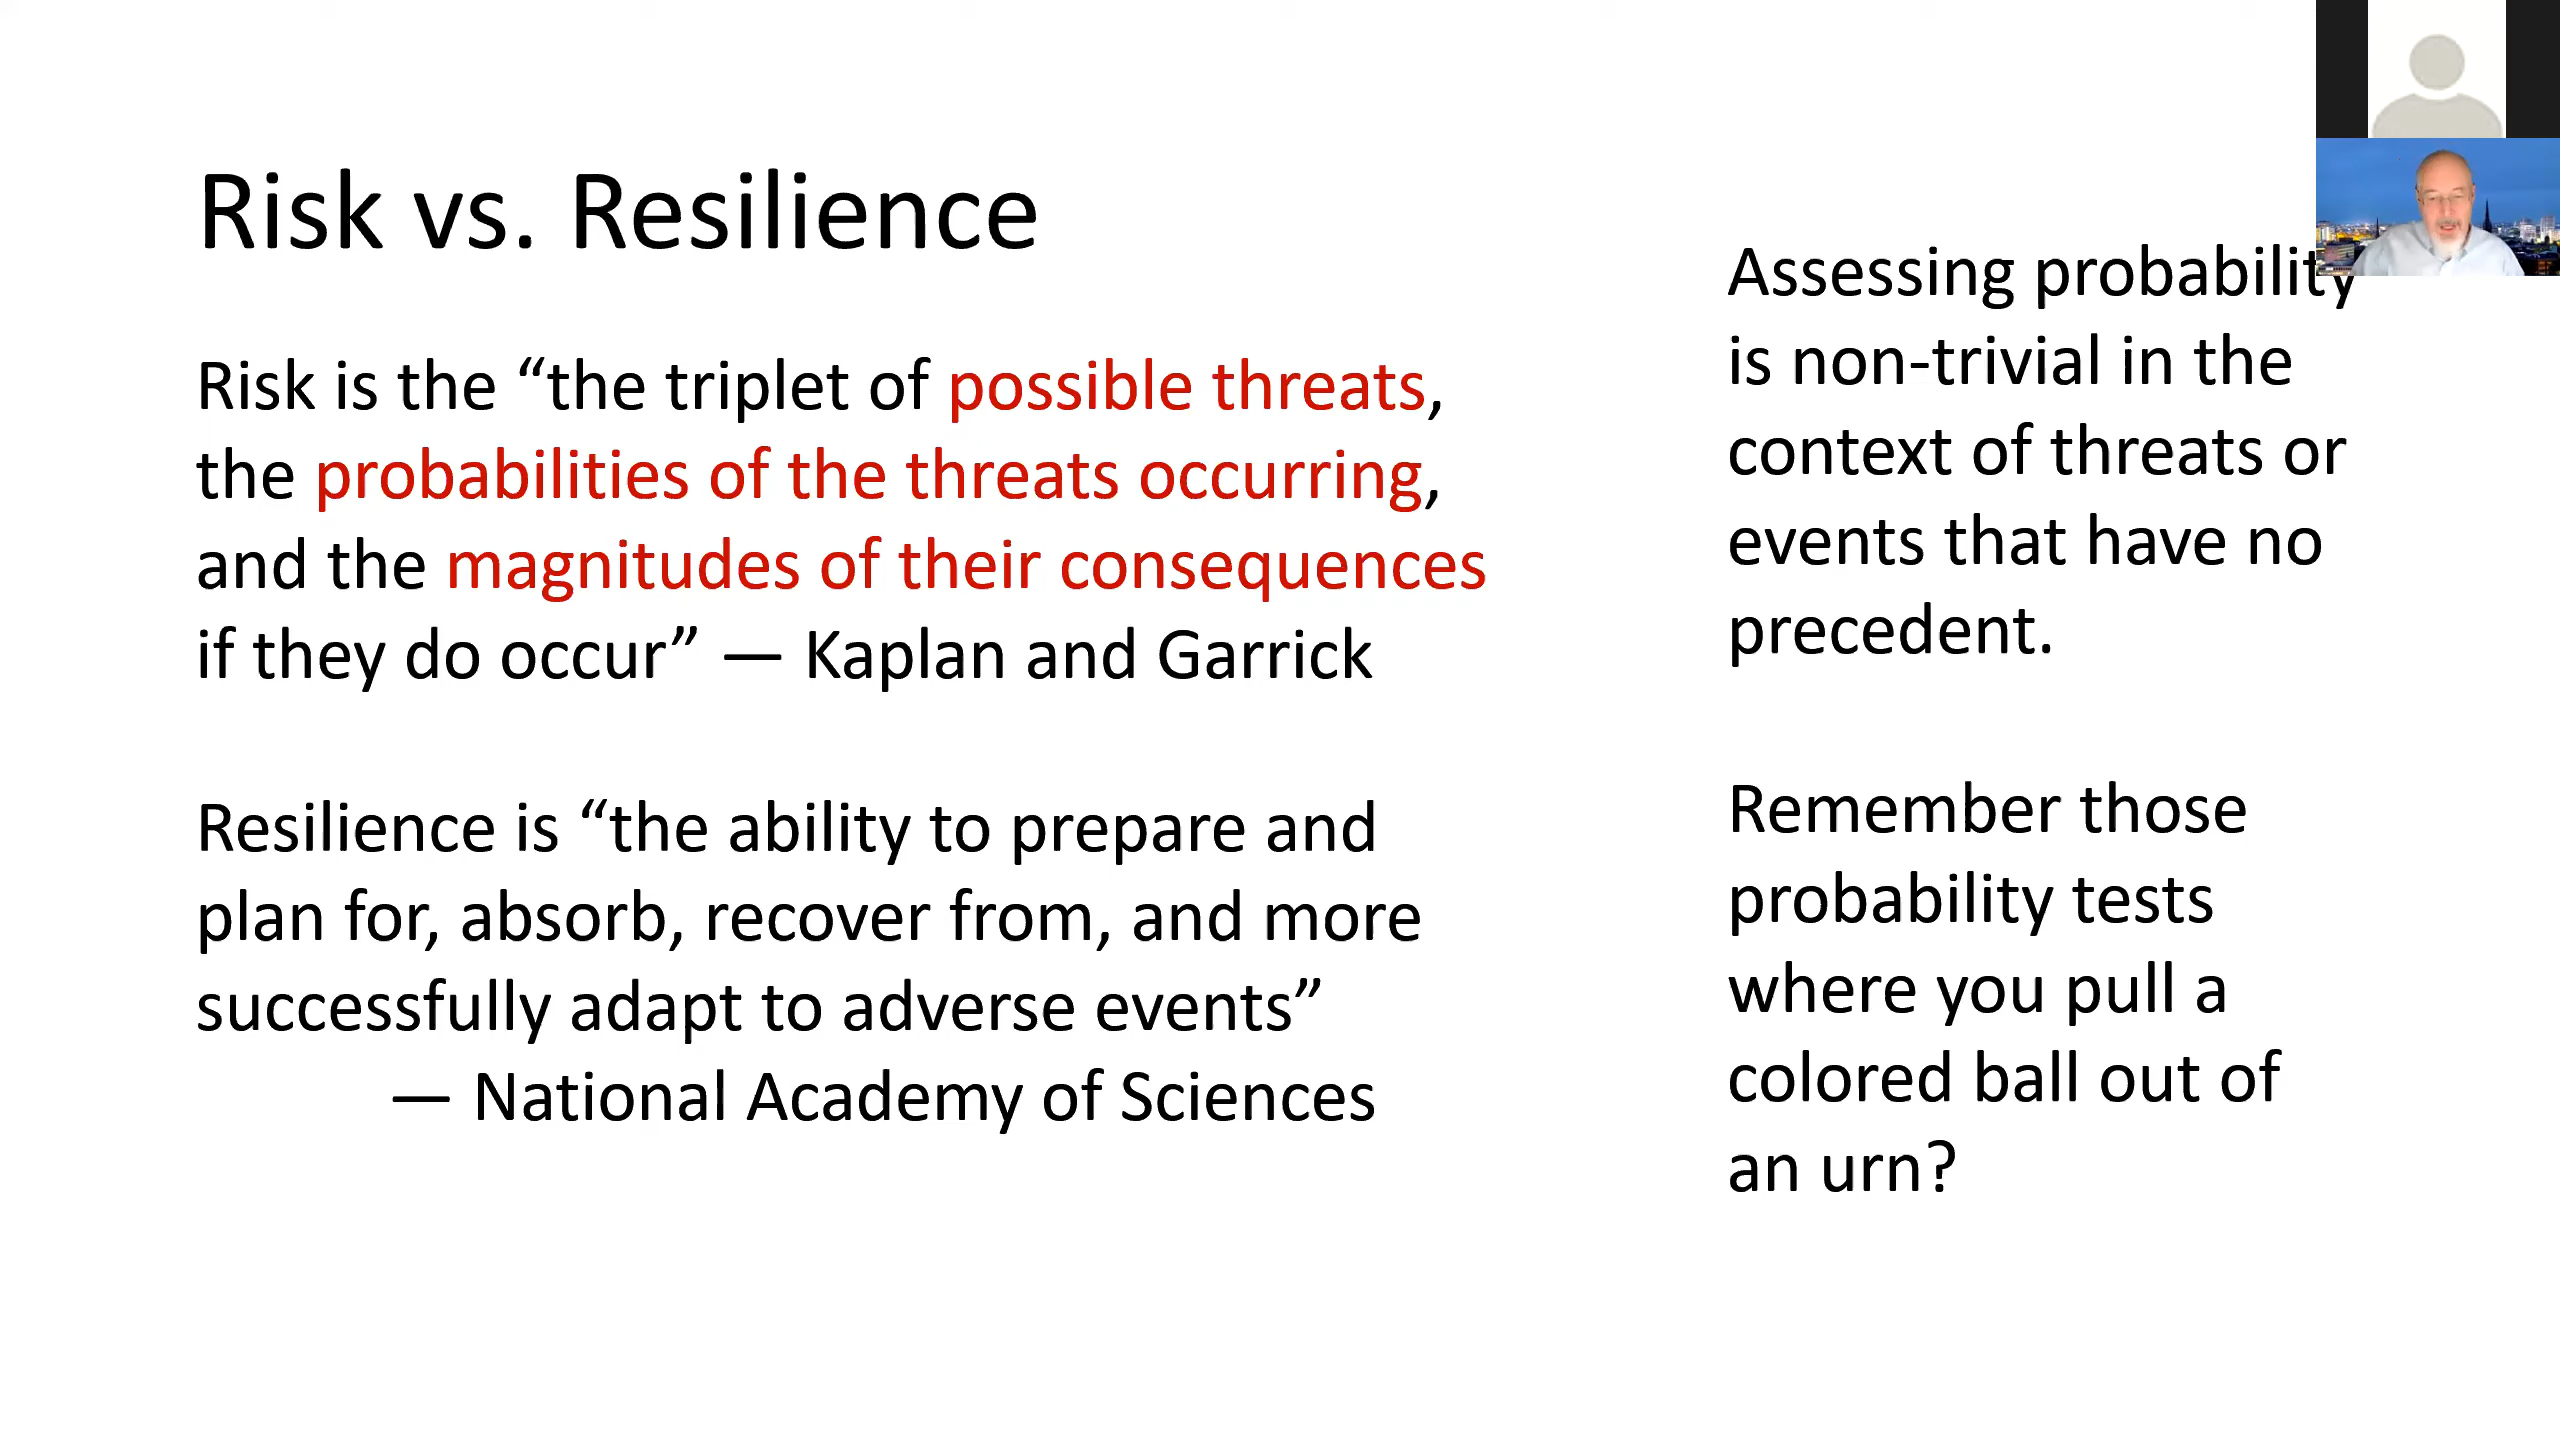 Risk vs. Resilience
Risk is the “the triplet of possible threats,
the probabilities of the threats occurring,
and the magnitudes of their consequences
if they do occur” — Kaplan and Garrick
Resilience is “the ability to prepare and
plan for, absorb, recover from, and more
successfully adapt to adverse events”
— National Academy of Sciences
Assessing probability
is non-trivial in the
context of threats or
events that have no
precedent.
Remember those
probability tests
where you pull a
colored ball out of
an urn?